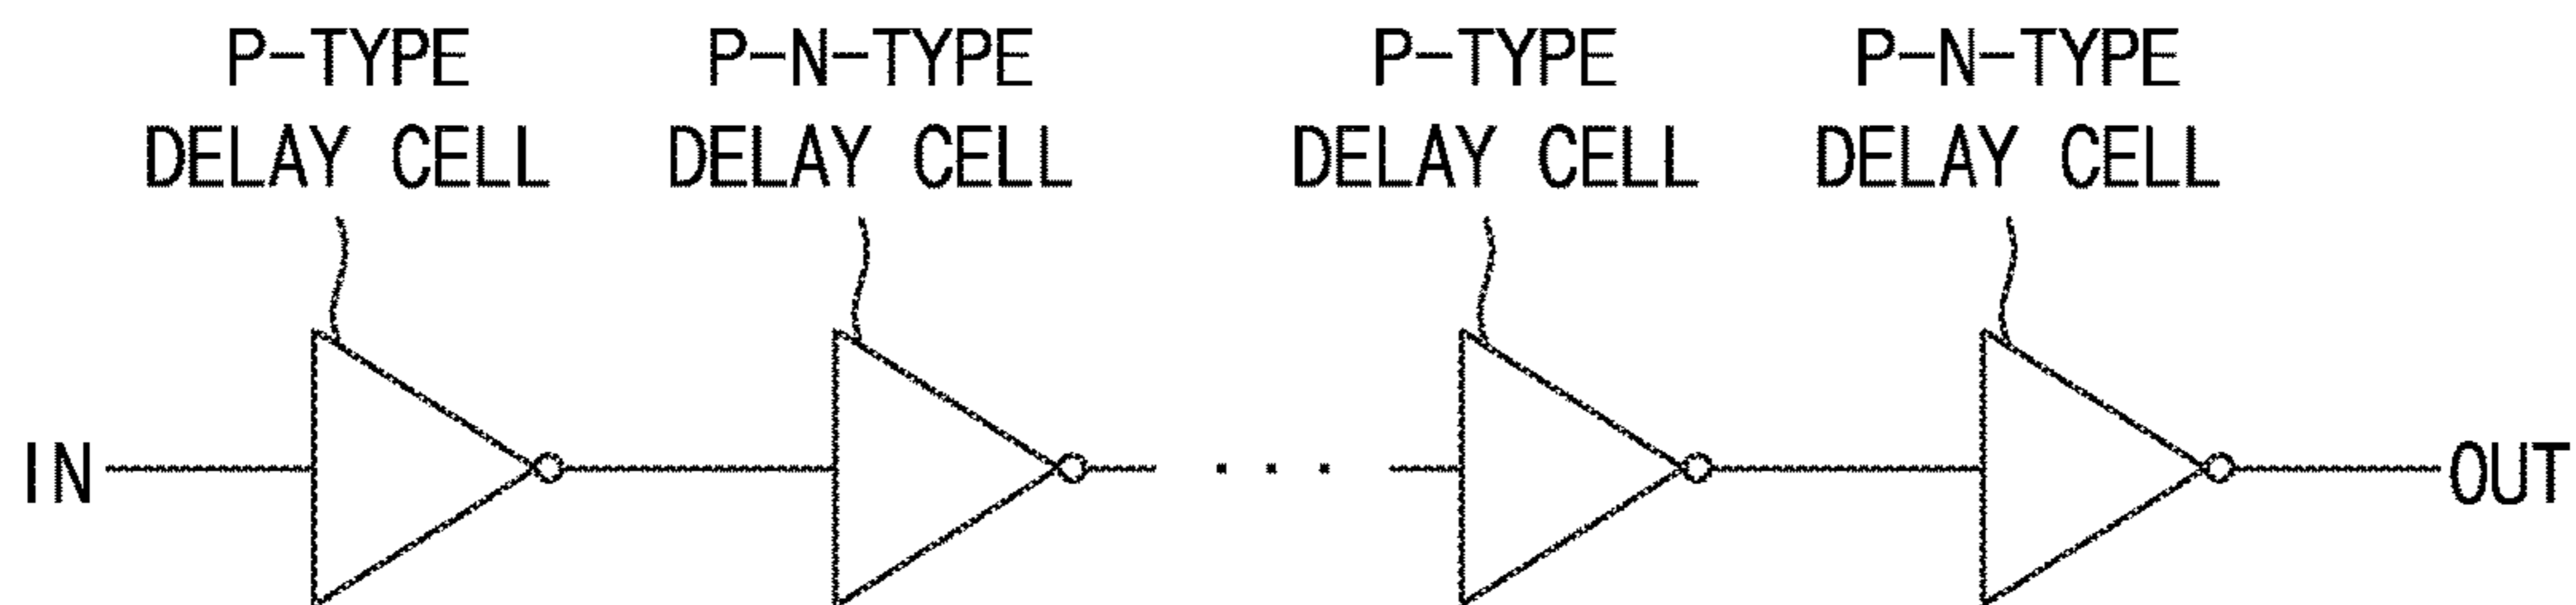 P-TYPE
DELAY CELL
P-N-TYPE
DELAY CELL
P-TYPE
DELAY CELL
P-N-TYPE
DELAY CELL
IN
. . .
OUT